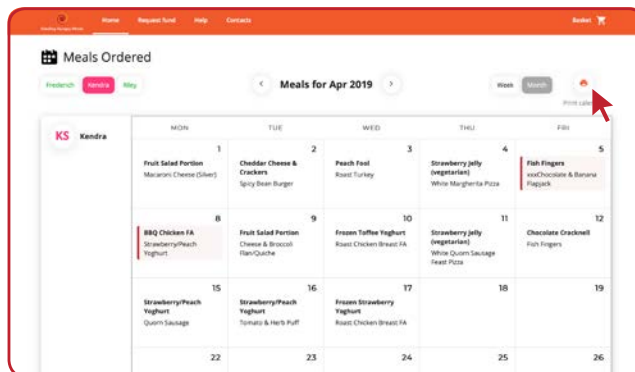 Feeding Hungry Minds
Home Request fund Help Contacts Basket
Meals Ordered
Frederich Kendra Riley
Meals for Apr 2019
Week Month
Print
KS Kendra
MON TUE WED THU FRI
1 2 3 4 5
Fruit Salad Portion
Macaroni Cheese (Silver)
Cheddar Cheese &
Crackers
Spicy Bean Burger
Peach Fool
Roast Turkey
Strawberry Jelly
(vegetarian)
White Margherita Pizza
Fish Fingers
xxxChocolate & Banana
Flapjack
8 9 10 11 12
BBQ Chicken FA
Strawberry/Peach
Yoghurt
Fruit Salad Portion
Cheese & Broccoli
Flan/Quiche
Frozen Toffee Yoghurt
Roast Chicken Breast FA
Strawberry Jelly
(vegetarian)
White Quorn Sausage
Feast Pizza
Chocolate Cracknell
Fish Fingers
15 16 17 18 19
Strawberry/Peach
Yoghurt
Quorn Sausage
Strawberry/Peach
Yoghurt
Tomato & Herb Puff
Frozen Strawberry
Yoghurt
Roast Chicken Breast FA
22 23 24 25 26